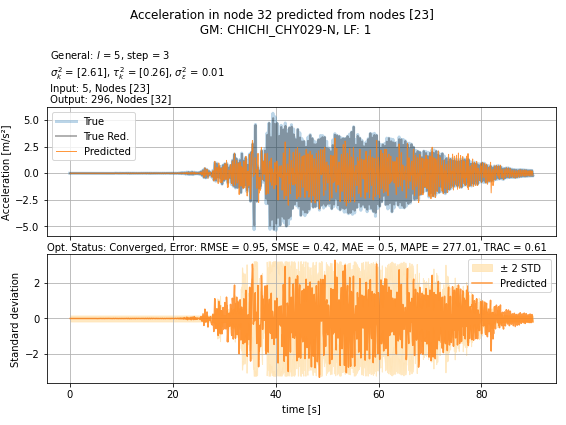 Acceleration in node 32 predicted from nodes [23]
GM: CHICHI_CHY029-N, LF: 1
General: l = 5, step = 3
σ²ₖ = [2.61], τ²ₖ = [0.26], σ²ε = 0.01
Input: 5, Nodes [23]
Output: 296, Nodes [32]
Acceleration [m/s²]
5.0
2.5
0.0
−2.5
−5.0
True
True Red.
Predicted
Opt. Status: Converged, Error: RMSE = 0.95, SMSE = 0.42, MAE = 0.5, MAPE = 277.01, TRAC = 0.61
Standard deviation
2
0
−2
± 2 STD
Predicted
0
20
40
60
80
time [s]